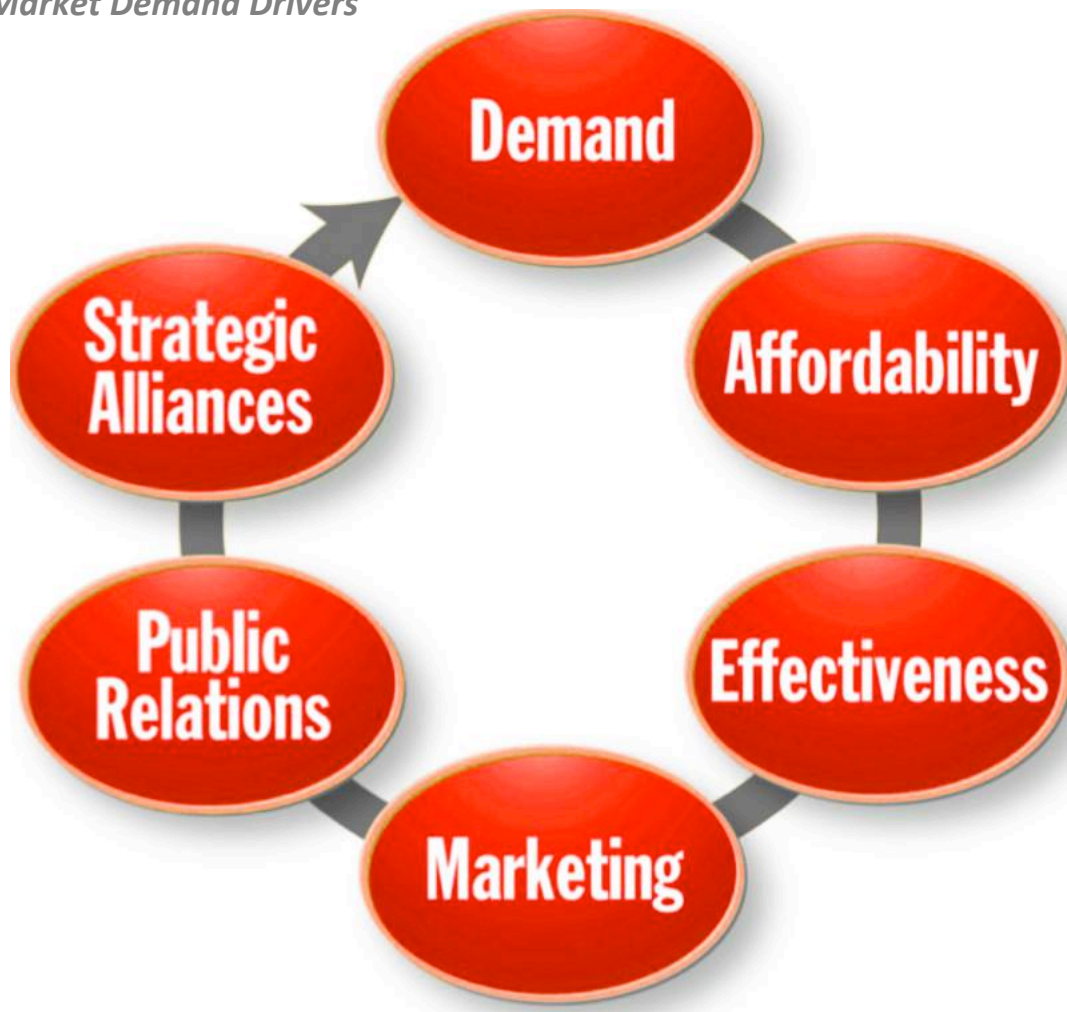 Market Demand Drivers
Demand
Affordability
Effectiveness
Marketing
Public
Relations
Strategic
Alliances